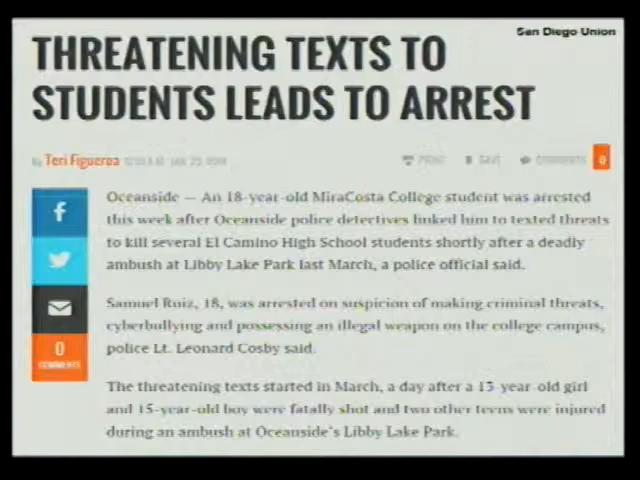 San Diego Union
THREATENING TEXTS TO
STUDENTS LEADS TO ARREST
by Teri Figueroa
PRINT SAVE COMMENTS 0
Oceanside — An 18-year-old MiraCosta College student was arrested
this week after Oceanside police detectives linked him to texted threats
to kill several El Camino High School students shortly after a deadly
ambush at Libby Lake Park last March, a police official said.
0
COMMENTS
Samuel Ruiz, 18, was arrested on suspicion of making criminal threats,
cyberbullying and possessing an illegal weapon on the college campus,
police Lt. Leonard Cosby said.
The threatening texts started in March, a day after a 13-year-old girl
and 15-year-old boy were fatally shot and two other teens were injured
during an ambush at Oceanside's Libby Lake Park.